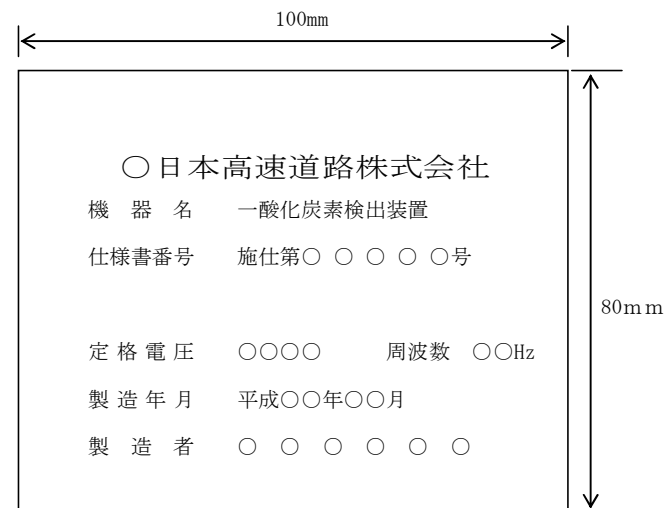 100mm
○日本高速道路株式会社
機 器 名 一酸化炭素検出装置
仕様書番号 施仕第○ ○ ○ ○ ○ ○号
80mm
定 格 電 圧 ○○○○ 周波数 ○○Hz
製 造 年 月 平成○○年○○月
製 造 者 ○ ○ ○ ○ ○ ○